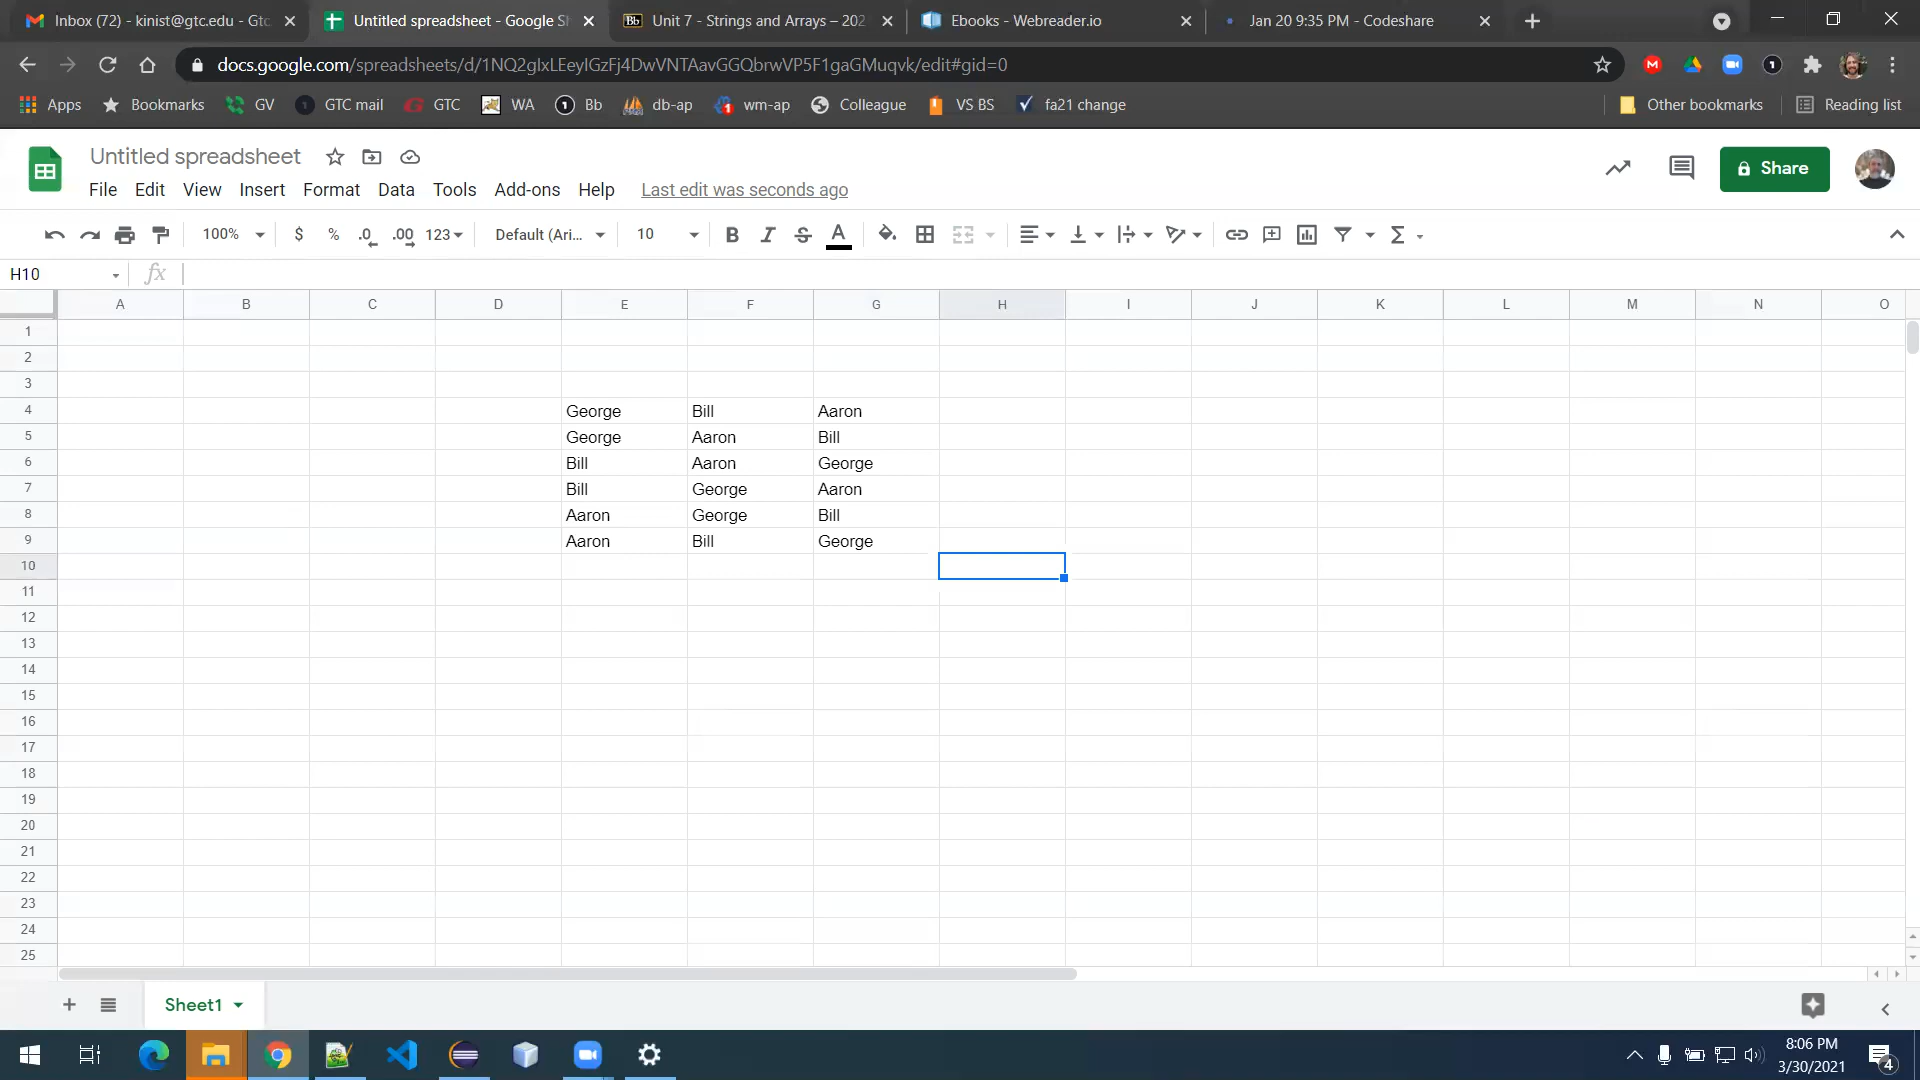 Inbox (72) - kinist@gtc.edu - Gtc
Untitled spreadsheet - Google Sh
Bb Unit 7 - Strings and Arrays – 202
Ebooks - Webreader.io
Jan 20 9:35 PM - Codeshare
docs.google.com/spreadsheets/d/1NQ2glxLEeylGzFj4DwVNTAavGGQbrwVP5F1gaGMuqvk/edit#gid=0
Apps Bookmarks GV GTC mail GTC WA Bb db-ap wm-ap Colleague VS BS fa21 change Other bookmarks Reading list
Untitled spreadsheet
File Edit View Insert Format Data Tools Add-ons Help Last edit was seconds ago
Share
100% $ % .0 .00 123 Default (Ari... 10 B I S A
H10 fx
A B C D E F G H I J K L M N O
1
2
3
4 George Bill Aaron
5 George Aaron Bill
6 Bill Aaron George
7 Bill George Aaron
8 Aaron George Bill
9 Aaron Bill George
10
11
12
13
14
15
16
17
18
19
20
21
22
23
24
25
Sheet1
8:06 PM
3/30/2021
4